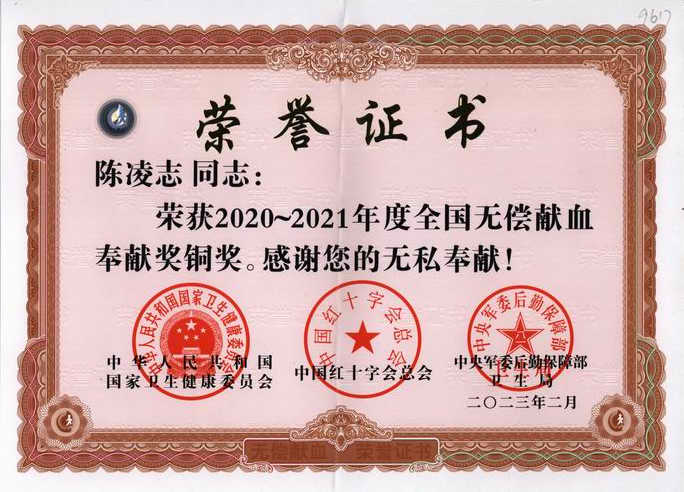 9617
荣誉证书
陈凌志 同志：
荣获2020~2021年度全国无偿献血
奉献奖铜奖。感谢您的无私奉献！
中华人民共和国国家卫生健康委员会
中国红十字会总会
中央军委后勤保障部
卫生局
中华人民共和国
国家卫生健康委员会
中国红十字会总会
中央军委后勤保障部
卫生局
二〇二三年二月
无偿献血 荣誉证书